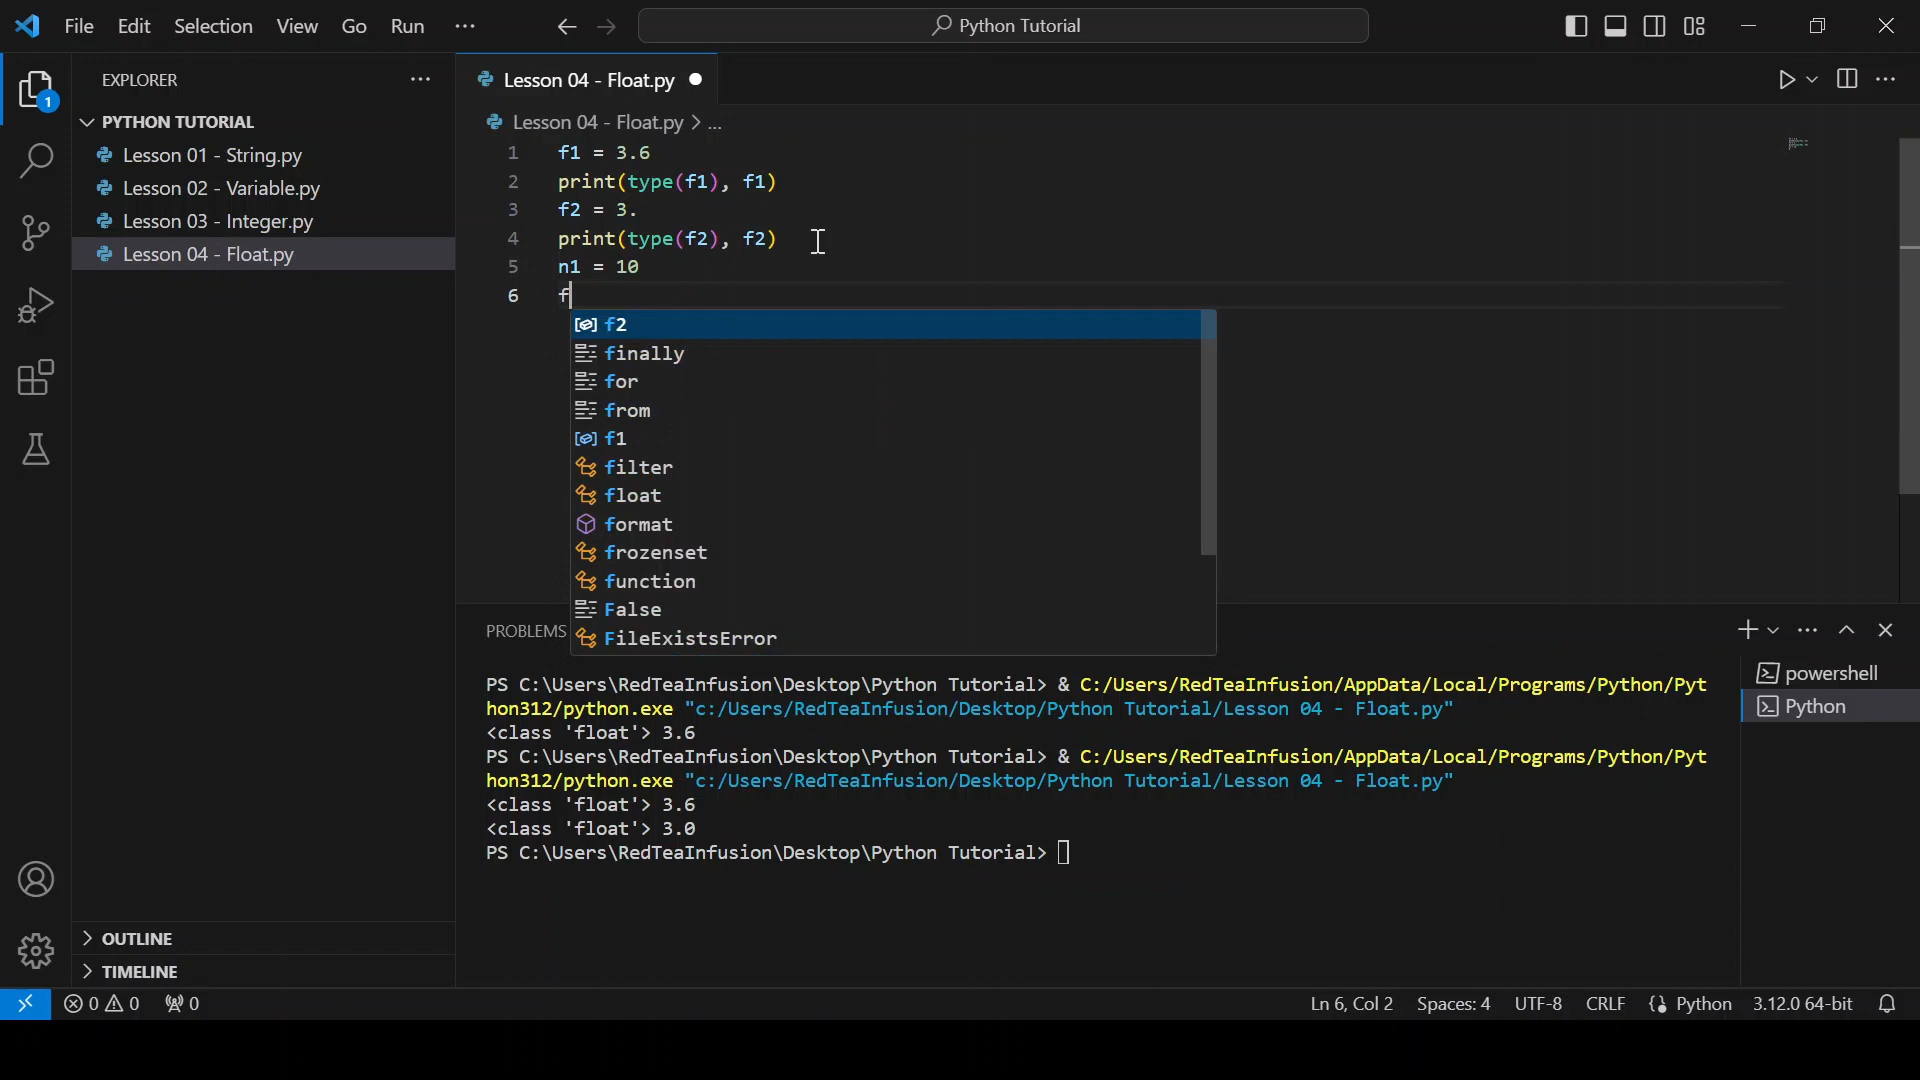 File Edit Selection View Go Run ... Python Tutorial
EXPLORER ...
Lesson 04 - Float.py
1
PYTHON TUTORIAL
Lesson 01 - String.py
Lesson 02 - Variable.py
Lesson 03 - Integer.py
Lesson 04 - Float.py
Lesson 04 - Float.py > ...
1 f1 = 3.6
2 print(type(f1), f1)
3 f2 = 3.
4 print(type(f2), f2)
5 n1 = 10
6 f
f2
finally
for
from
f1
filter
float
format
frozenset
function
False
FileExistsError
PROBLEMS
powershell
Python
PS C:\Users\RedTeaInfusion\Desktop\Python Tutorial> & C:/Users/RedTeaInfusion/AppData/Local/Programs/Python/Pyt
hon312/python.exe "c:/Users/RedTeaInfusion/Desktop/Python Tutorial/Lesson 04 - Float.py"
<class 'float'> 3.6
PS C:\Users\RedTeaInfusion\Desktop\Python Tutorial> & C:/Users/RedTeaInfusion/AppData/Local/Programs/Python/Pyt
hon312/python.exe "c:/Users/RedTeaInfusion/Desktop/Python Tutorial/Lesson 04 - Float.py"
<class 'float'> 3.6
<class 'float'> 3.0
PS C:\Users\RedTeaInfusion\Desktop\Python Tutorial>
OUTLINE
TIMELINE
0 0 0 Ln 6, Col 2 Spaces: 4 UTF-8 CRLF Python 3.12.0 64-bit